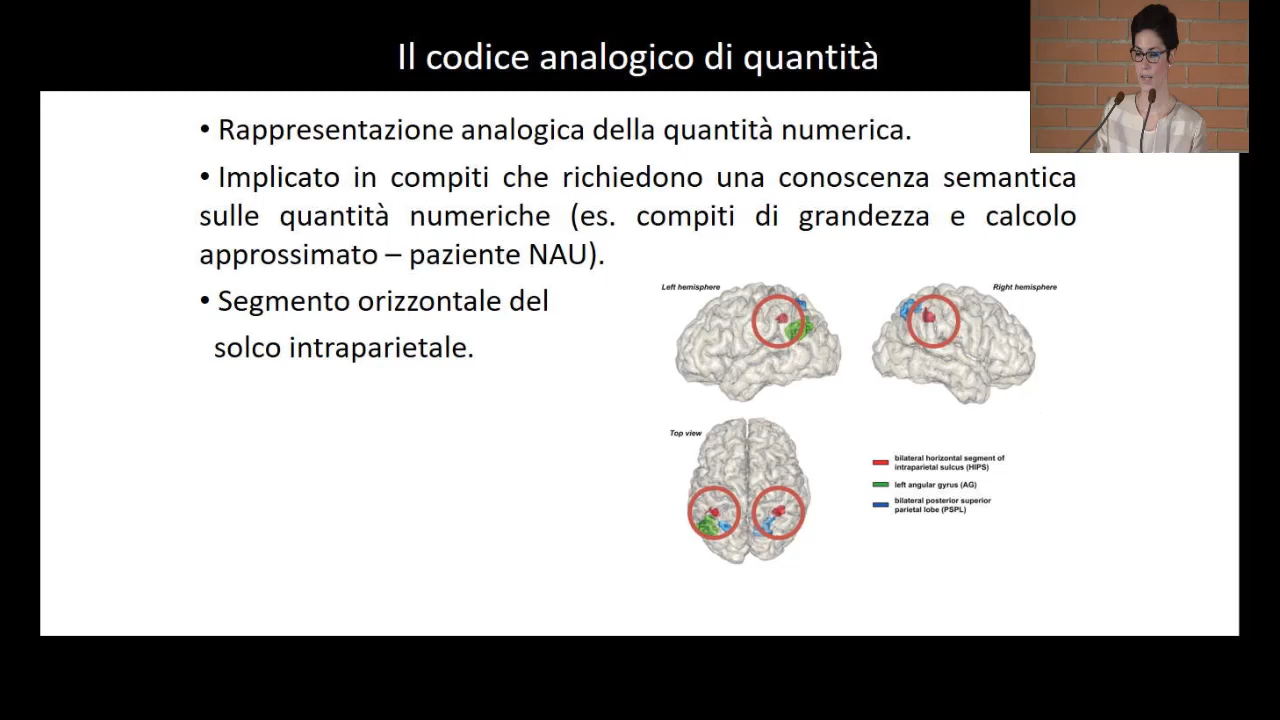 Il codice analogico di quantità
• Rappresentazione analogica della quantità numerica.
• Implicato in compiti che richiedono una conoscenza semantica
sulle quantità numeriche (es. compiti di grandezza e calcolo
approssimato – paziente NAU).
• Segmento orizzontale del
solco intraparietale.
Left hemisphere
Right hemisphere
Top view
bilateral horizontal segment of
intraparietal sulcus (HIPS)
left angular gyrus (AG)
bilateral posterior superior
parietal lobe (PSPL)